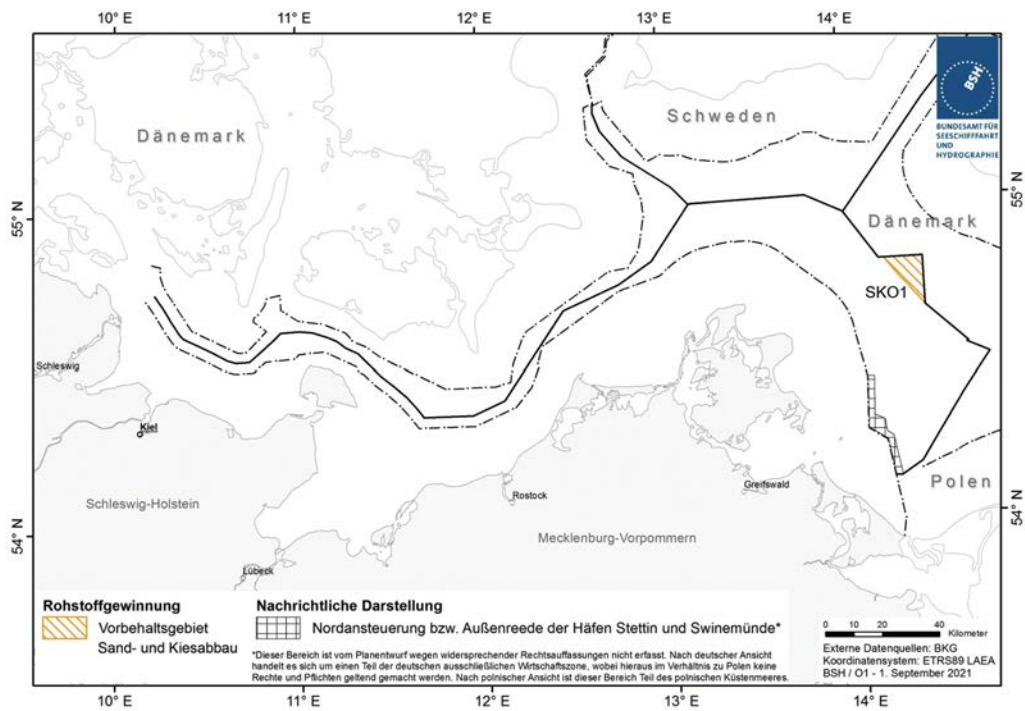 10° E 11° E 12° E 13° E 14° E
BSH
BUNDESAMT FÜR
SEESCHIFFFAHRT
UND
HYDROGRAPHIE
Schweden
Dänemark
55° N
55° N
Dänemark
SKO1
Schleswig
Kiel
Polen
Greifswald
Rostock
Schleswig-Holstein
54° N
54° N
Mecklenburg-Vorpommern
Lübeck
Rohstoffgewinnung
Vorbehaltsgebiet
Sand- und Kiesabbau
Nachrichtliche Darstellung
Nordansteuerung bzw. Außenreede der Häfen Stettin und Swinemünde*
*Dieser Bereich ist vom Planentwurf wegen widersprechender Rechtsauffassungen nicht erfasst. Nach deutscher Ansicht
handelt es sich um einen Teil der deutschen ausschließlichen Wirtschaftszone, wobei hieraus im Verhältnis zu Polen keine
Rechte und Pflichten geltend gemacht werden. Nach polnischer Ansicht ist dieser Bereich Teil des polnischen Küstenmeeres.
0 10 20 40
Kilometer
Externe Datenquellen: BKG
Koordinatensystem: ETRS89 LAEA
BSH / O1 - 1. September 2021
10° E 11° E 12° E 13° E 14° E